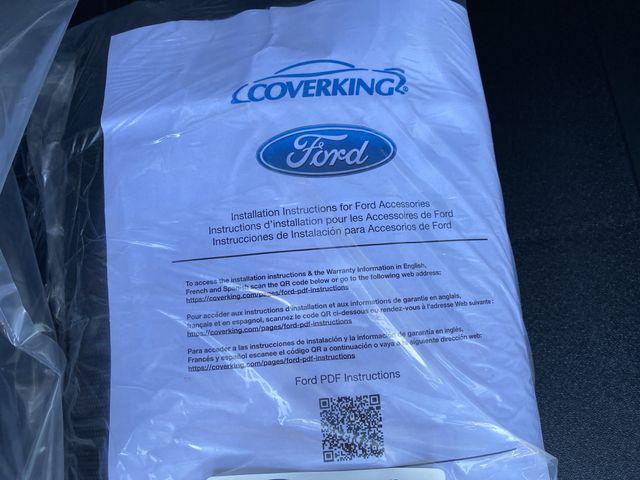 COVERKING®
Ford
Installation Instructions for Ford Accessories
Instructions d'installation pour les Accessoires de Ford
Instrucciones de Instalación para Accesorios de Ford
To access the installation instructions & the Warranty Information in English,
French and Spanish scan the QR code below or go to the following web address:
https://coverking.com/pages/ford-pdf-instructions
Pour accéder aux instructions d'installation et aux informations de garantie en anglais,
français et en espagnol, scannez le code QR ci-dessous ou rendez-vous à l'adresse Web suivante :
https://coverking.com/pages/ford-pdf-instructions
Para acceder a las instrucciones de instalación y la información de garantía en inglés,
Francés y español escanee el código QR a continuación o vaya a la siguiente dirección web:
https://coverking.com/pages/ford-pdf-instructions
Ford PDF Instructions